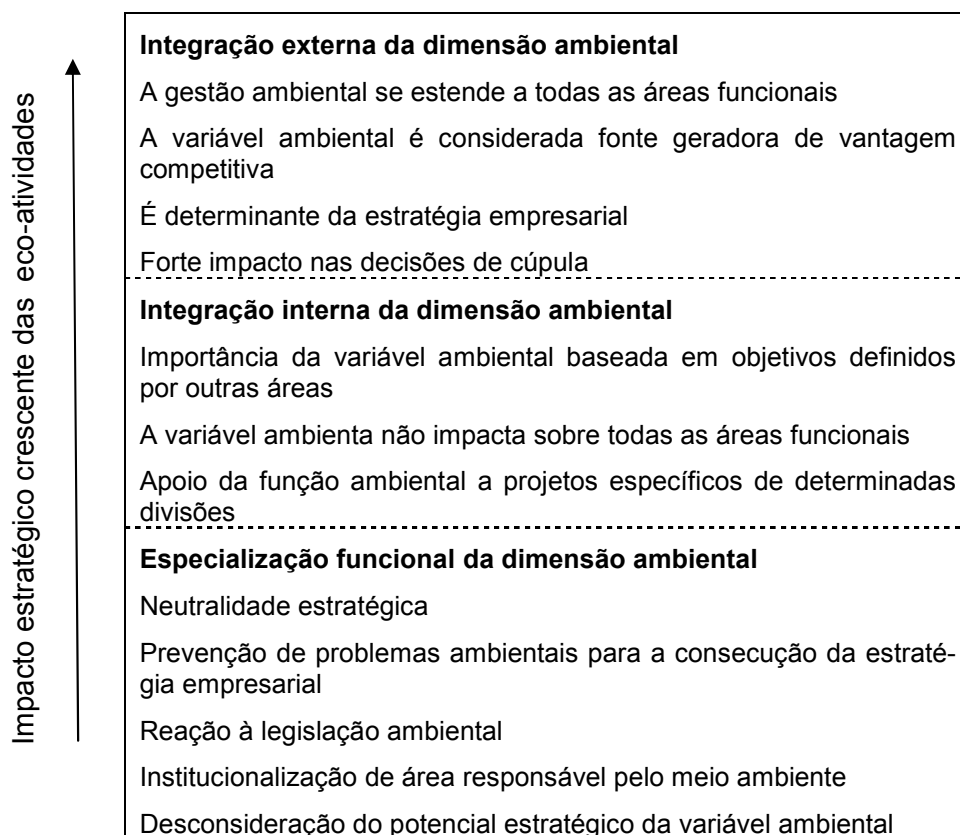 Impacto estratégico crescente das eco-atividades
Integração externa da dimensão ambiental
A gestão ambiental se estende a todas as áreas funcionais
A variável ambiental é considerada fonte geradora de vantagem
competitiva
É determinante da estratégia empresarial
Forte impacto nas decisões de cúpula
Integração interna da dimensão ambiental
Importância da variável ambiental baseada em objetivos definidos
por outras áreas
A variável ambienta não impacta sobre todas as áreas funcionais
Apoio da função ambiental a projetos específicos de determinadas
divisões
Especialização funcional da dimensão ambiental
Neutralidade estratégica
Prevenção de problemas ambientais para a consecução da estraté-
gia empresarial
Reação à legislação ambiental
Institucionalização de área responsável pelo meio ambiente
Desconsideração do potencial estratégico da variável ambiental